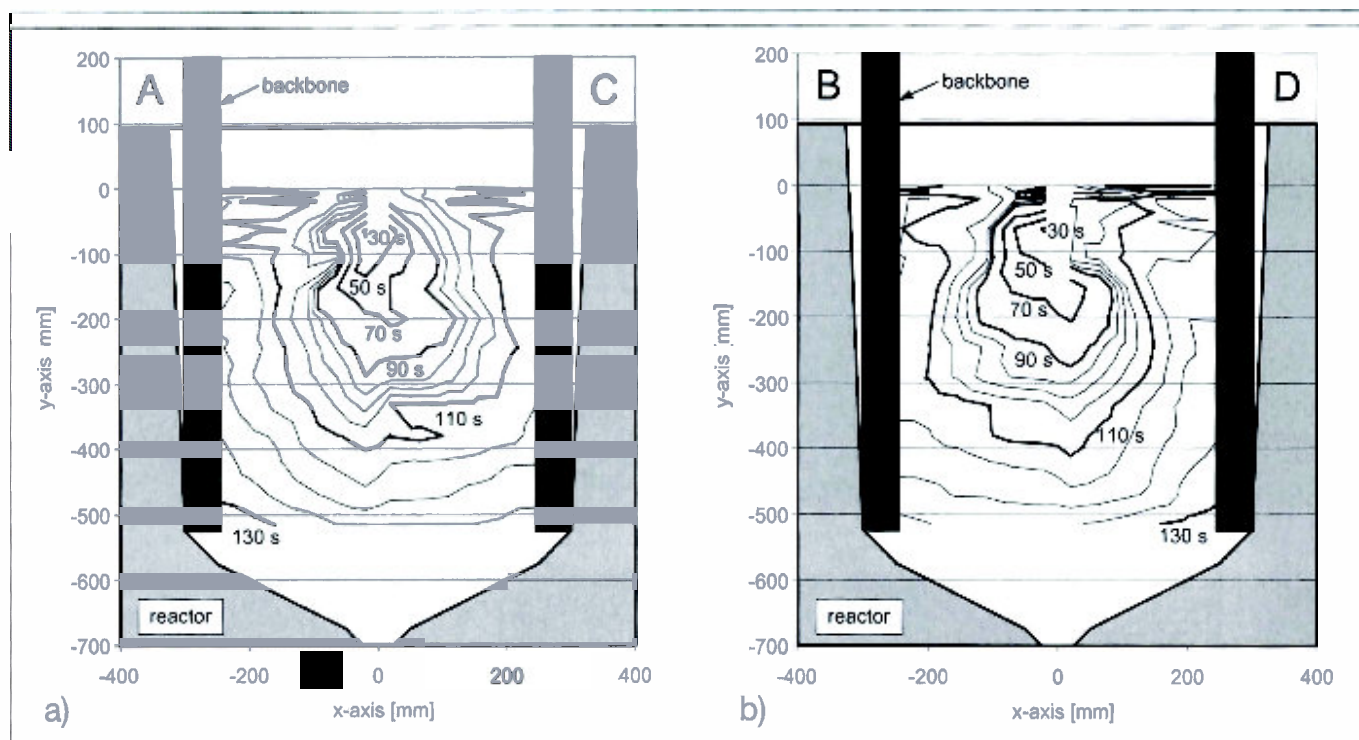 A
C
backbone
200
100
0
-100
-200
-300
-400
-500
-600
-700
y-axis mm]
30 s
50 s
70 s
90 s
110 s
130 s
reactor
-400
-200
0
200
400
x-axis [mm]
a)
B
D
backbone
200
100
0
-100
-200
-300
-400
-500
-600
-700
y-axis [mm]
30 s
50 s
70 s
90 s
110 s
130 s
reactor
-400
-200
0
200
400
x-axis [mm]
b)